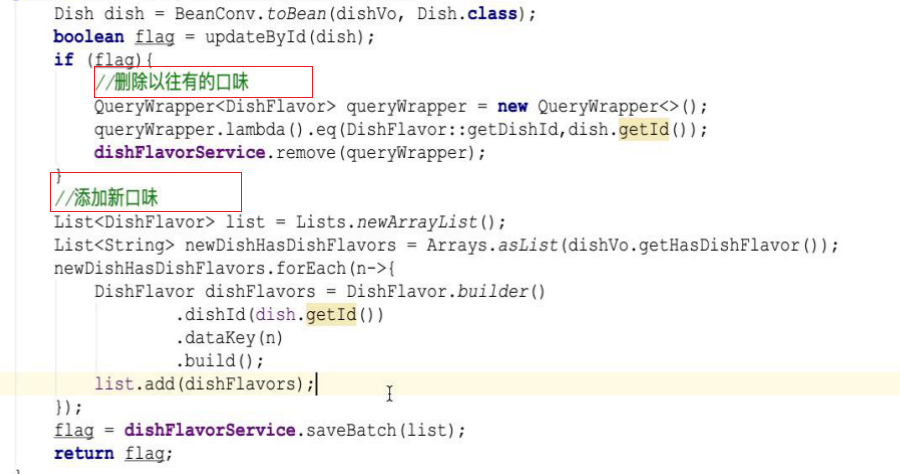 Dish dish = BeanConv.toBean(dishVo, Dish.class);
boolean flag = updateById(dish);
if (flag){
//删除以往有的口味
QueryWrapper<DishFlavor> queryWrapper = new QueryWrapper<>();
queryWrapper.lambda().eq(DishFlavor::getDishId,dish.getId());
dishFlavorService.remove(queryWrapper);
}
//添加新口味
List<DishFlavor> list = Lists.newArrayList();
List<String> newDishHasDishFlavors = Arrays.asList(dishVo.getHasDishFlavor());
newDishHasDishFlavors.forEach(n->{
DishFlavor dishFlavors = DishFlavor.builder()
.dishId(dish.getId())
.dataKey(n)
.build();
list.add(dishFlavors);
});
flag = dishFlavorService.saveBatch(list);
return flag;